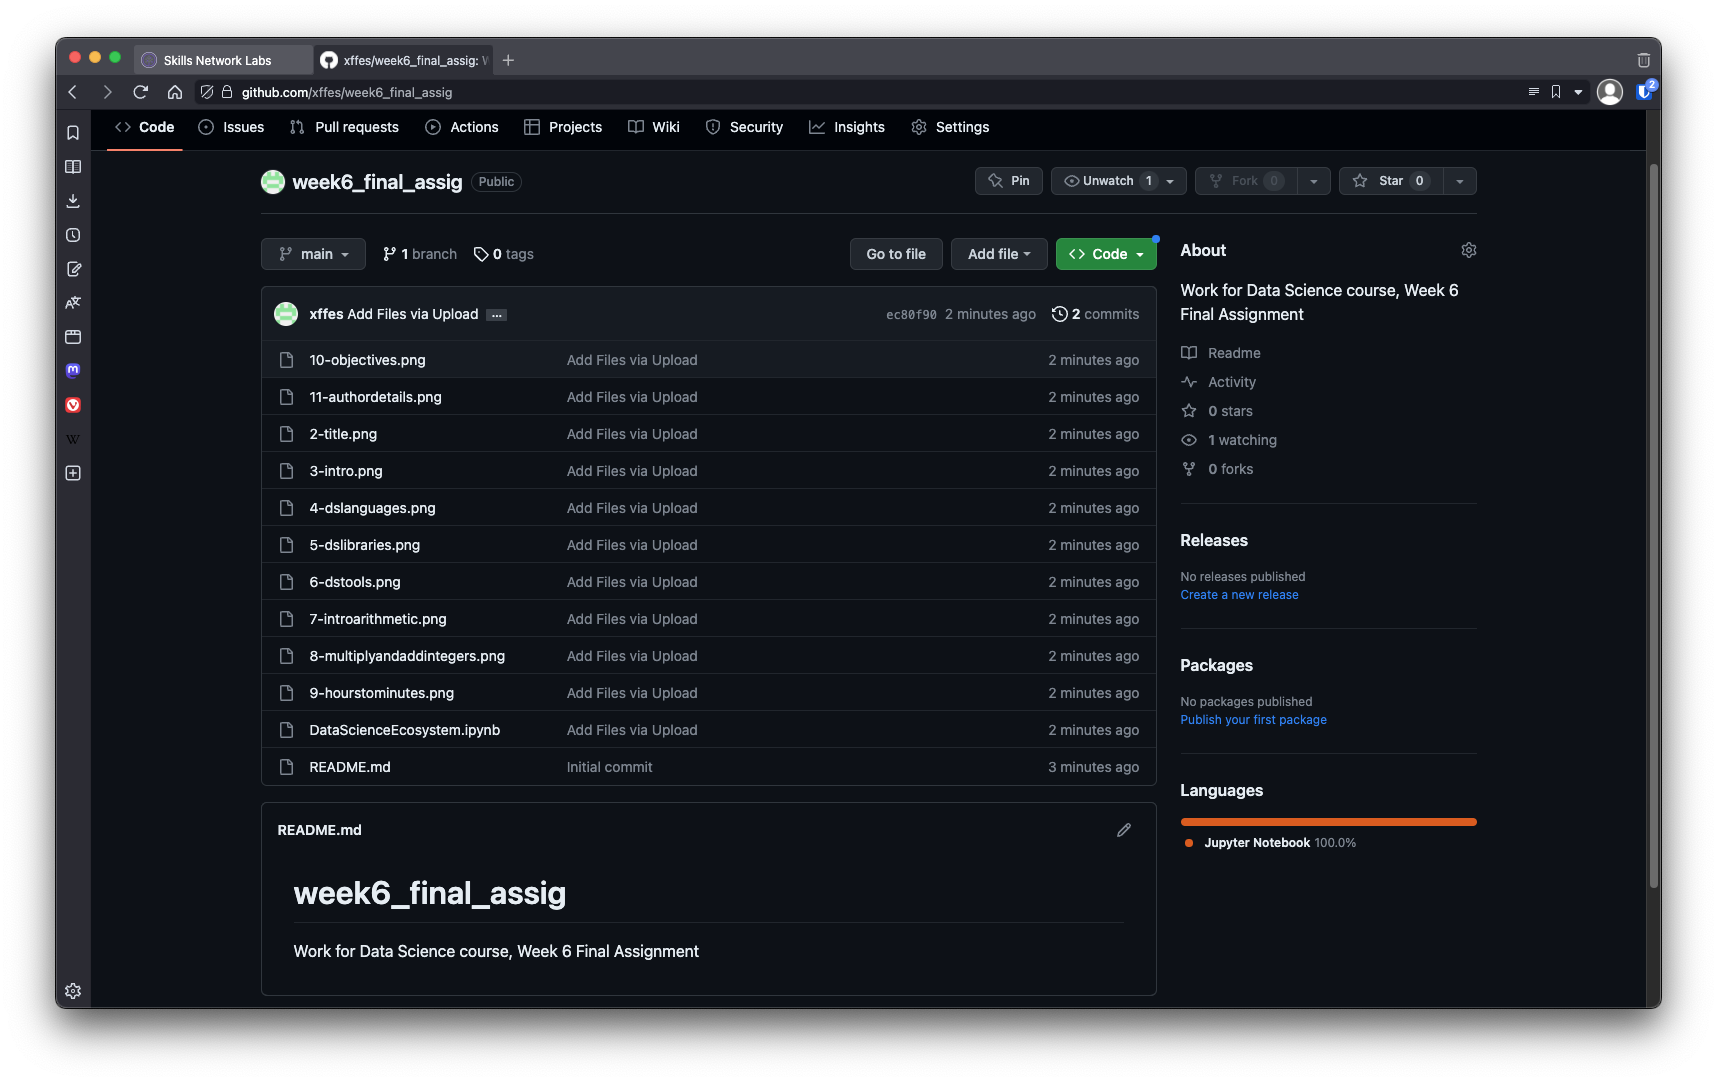 Skills Network Labs
xffes/week6_final_assig: W
github.com/xffes/week6_final_assig
2
Code Issues Pull requests Actions Projects Wiki Security Insights Settings
week6_final_assig Public
Pin Unwatch 1 Fork 0 Star 0
main 1 branch 0 tags Go to file Add file Code
xffes Add Files via Upload ... ec80f90 2 minutes ago 2 commits
10-objectives.png Add Files via Upload 2 minutes ago
11-authordetails.png Add Files via Upload 2 minutes ago
2-title.png Add Files via Upload 2 minutes ago
3-intro.png Add Files via Upload 2 minutes ago
4-dslanguages.png Add Files via Upload 2 minutes ago
5-dslibraries.png Add Files via Upload 2 minutes ago
6-dstools.png Add Files via Upload 2 minutes ago
7-introarithmetic.png Add Files via Upload 2 minutes ago
8-multiplyandaddintegers.png Add Files via Upload 2 minutes ago
9-hourstominutes.png Add Files via Upload 2 minutes ago
DataScienceEcosystem.ipynb Add Files via Upload 2 minutes ago
README.md Initial commit 3 minutes ago
README.md
week6_final_assig
Work for Data Science course, Week 6 Final Assignment
About
Work for Data Science course, Week 6
Final Assignment
Readme
Activity
0 stars
1 watching
0 forks
Releases
No releases published
Create a new release
Packages
No packages published
Publish your first package
Languages
Jupyter Notebook 100.0%